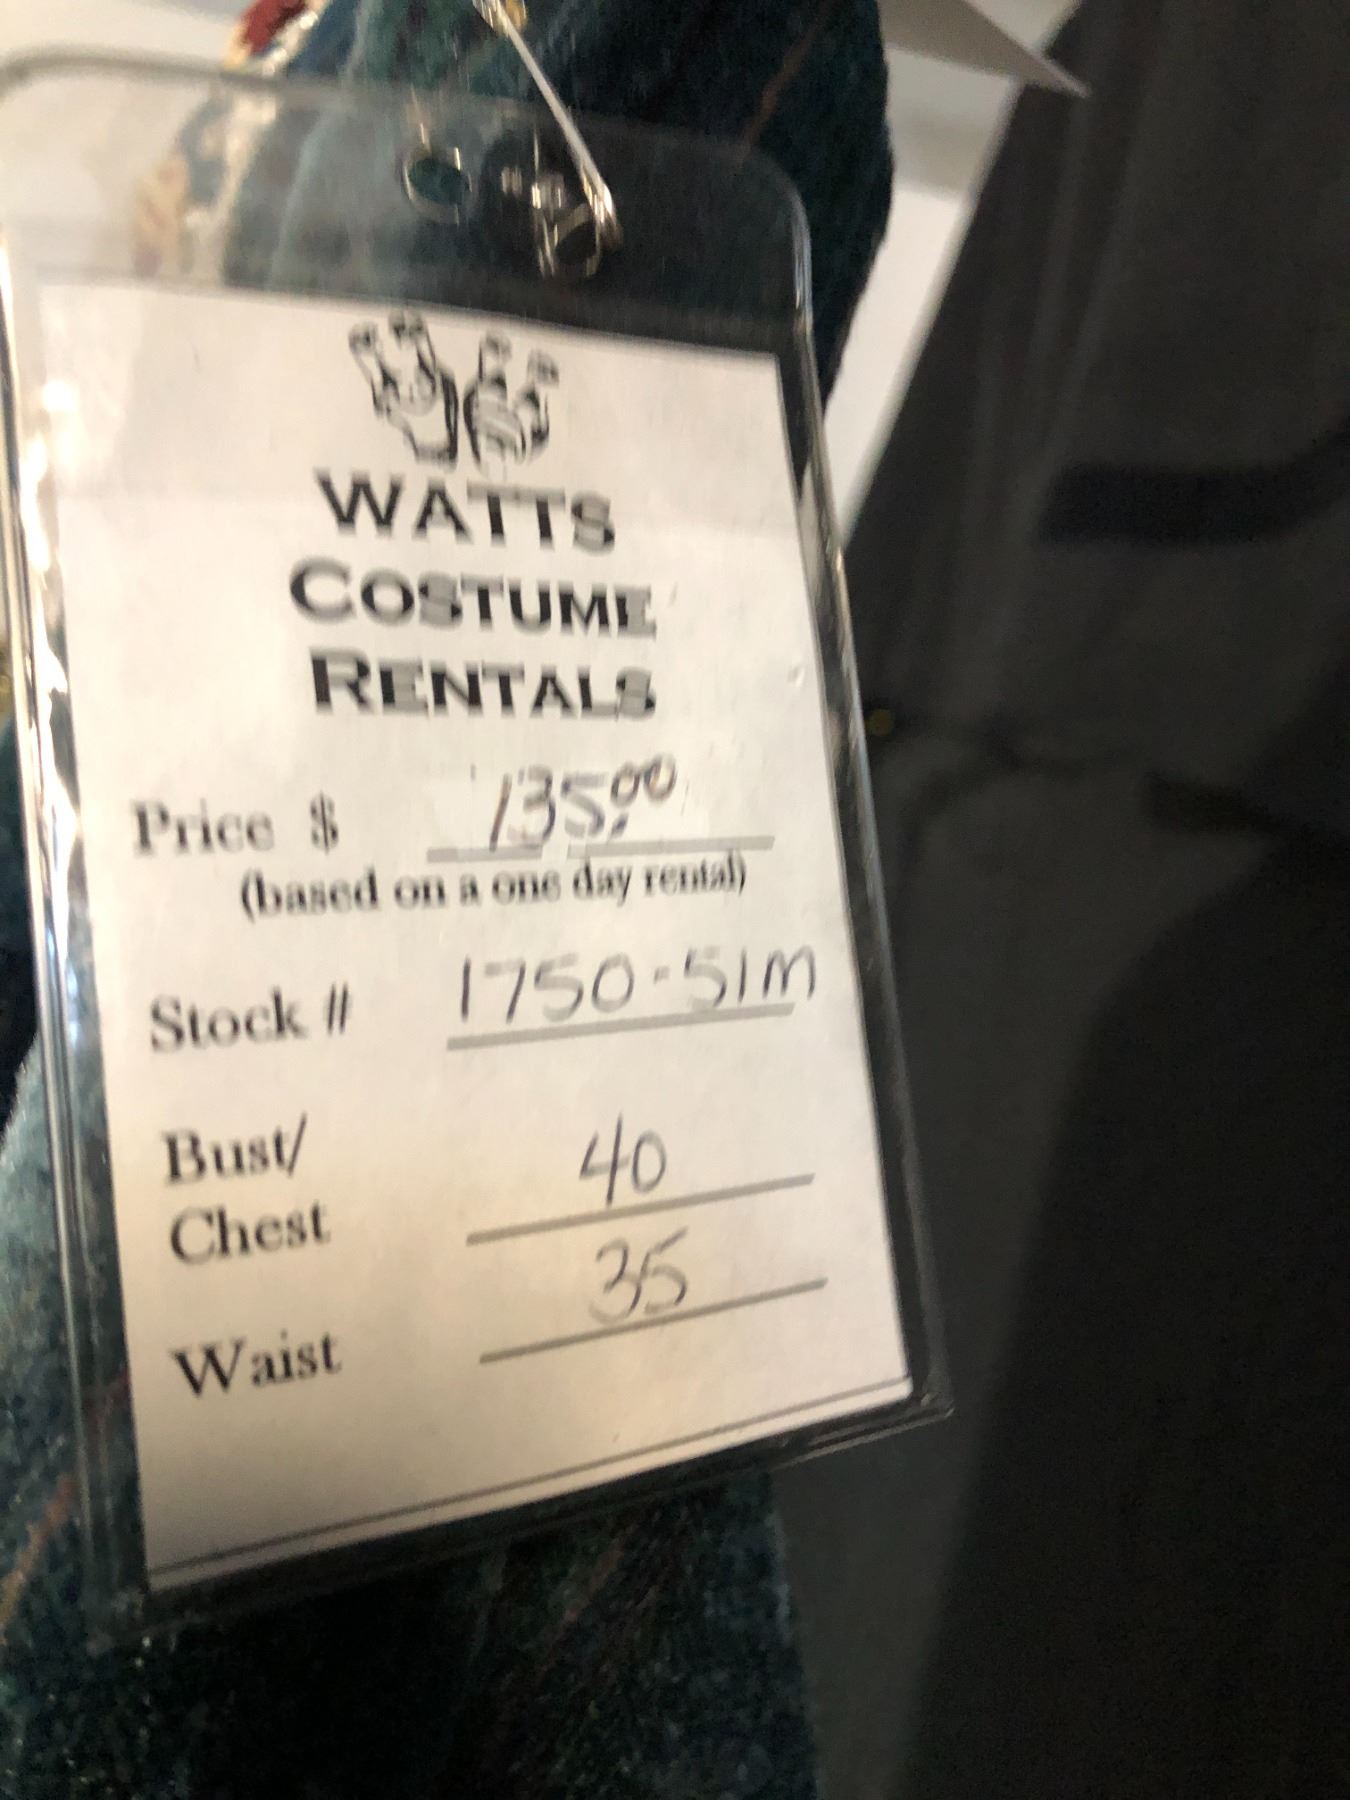 WATTS
COSTUME
RENTALS
Price $ 135.00
(based on a one day rental)
Stock # 1750-51M
Bust/
Chest 40
Waist 35